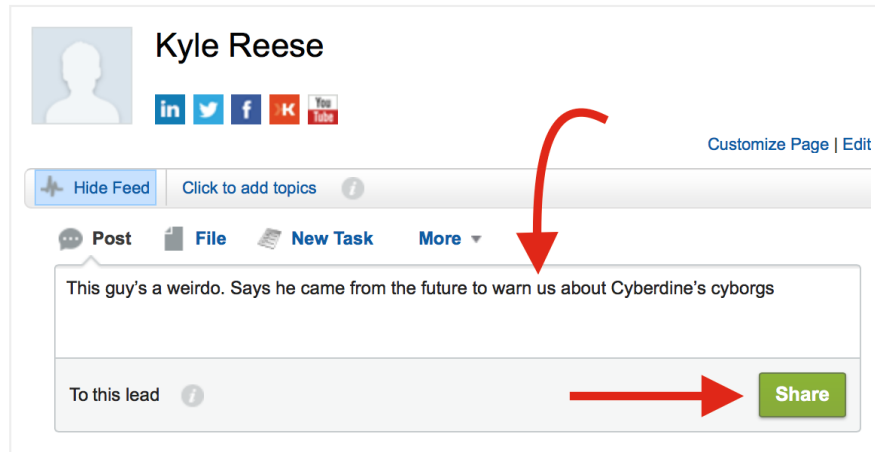 Kyle Reese
in f K You Tube
Customize Page | Edit
Hide Feed Click to add topics i
Post File New Task More
This guy's a weirdo. Says he came from the future to warn us about Cyberdine's cyborgs
To this lead i Share